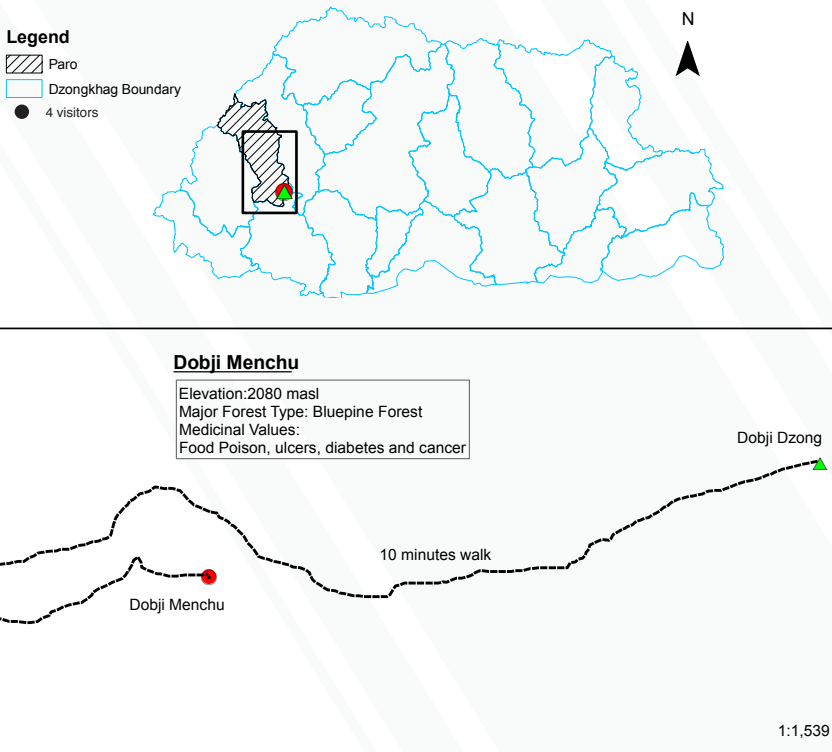 N
Legend
Paro
Dzongkhag Boundary
4 visitors
Dobji Menchu
Elevation:2080 masl
Major Forest Type: Bluepine Forest
Medicinal Values:
Food Poison, ulcers, diabetes and cancer
Dobji Dzong
10 minutes walk
Dobji Menchu
1:1,539